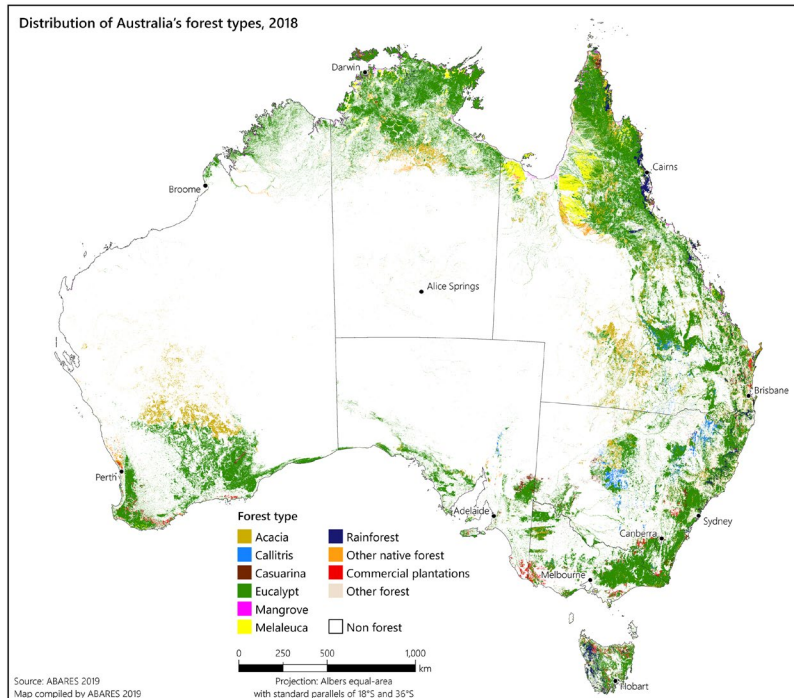 Distribution of Australia's forest types, 2018
Darwin
Cairns
Broome
Alice Springs
Brisbane
Perth
Adelaide
Sydney
Canberra
Melbourne
Hobart
Forest type
Acacia
Callitris
Casuarina
Eucalypt
Mangrove
Melaleuca
Rainforest
Other native forest
Commercial plantations
Other forest
Non forest
0 250 500 1,000
km
Projection: Albers equal-area
with standard parallels of 18°S and 36°S
Source: ABARES 2019
Map compiled by ABARES 2019